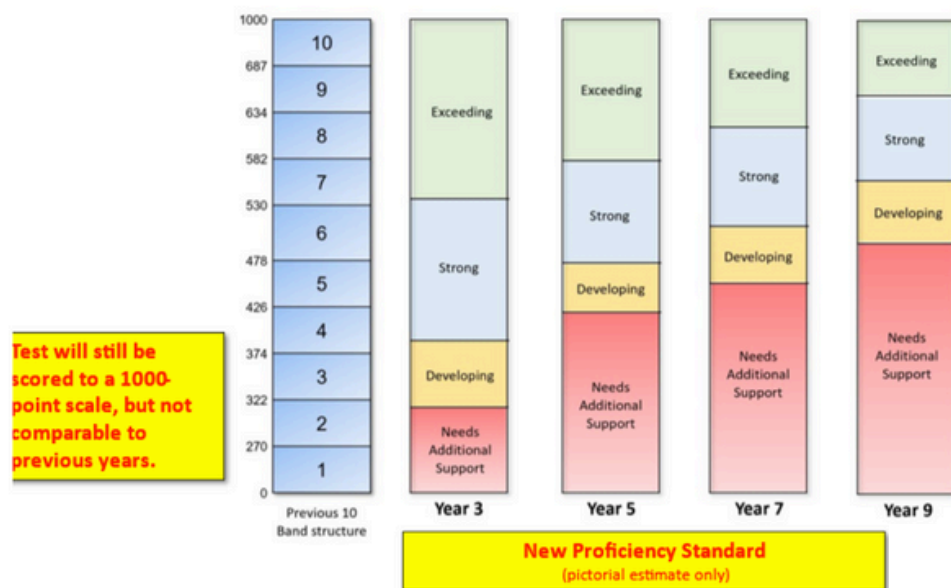 1000
687
634
582
530
478
426
374
322
270
0
10
9
8
7
6
5
4
3
2
1
Previous 10
Band structure
Exceeding
Strong
Developing
Needs
Additional
Support
Year 3
Exceeding
Strong
Developing
Needs
Additional
Support
Year 5
Exceeding
Strong
Developing
Needs
Additional
Support
Year 7
Exceeding
Strong
Developing
Needs
Additional
Support
Year 9
Test will still be
scored to a 1000-
point scale, but not
comparable to
previous years.
New Proficiency Standard
(pictorial estimate only)